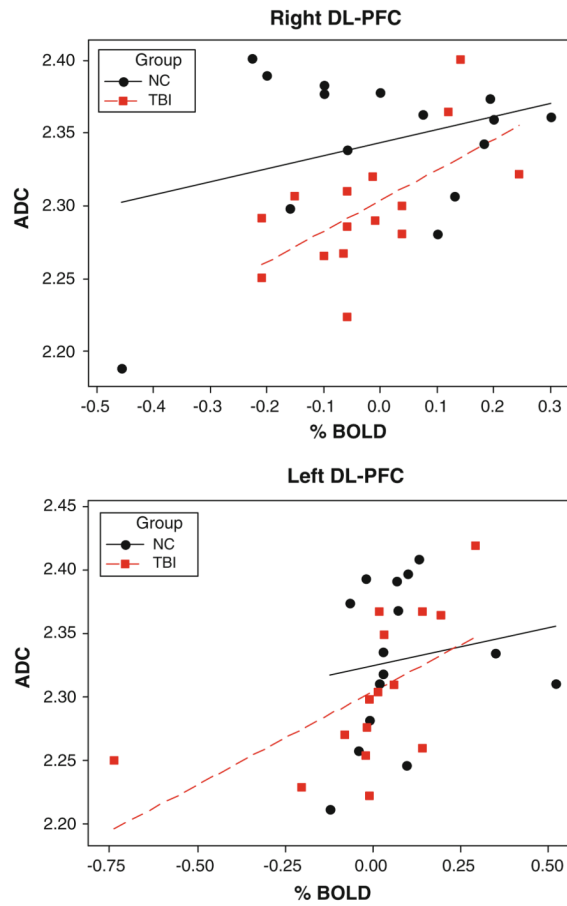 Right DL-PFC
2.40
2.35
2.30
2.25
2.20
ADC
Group
NC
TBI
-0.5 -0.4 -0.3 -0.2 -0.1 0.0 0.1 0.2 0.3
% BOLD
Left DL-PFC
2.45
2.40
2.35
2.30
2.25
2.20
ADC
Group
NC
TBI
-0.75 -0.50 -0.25 0.00 0.25 0.50
% BOLD